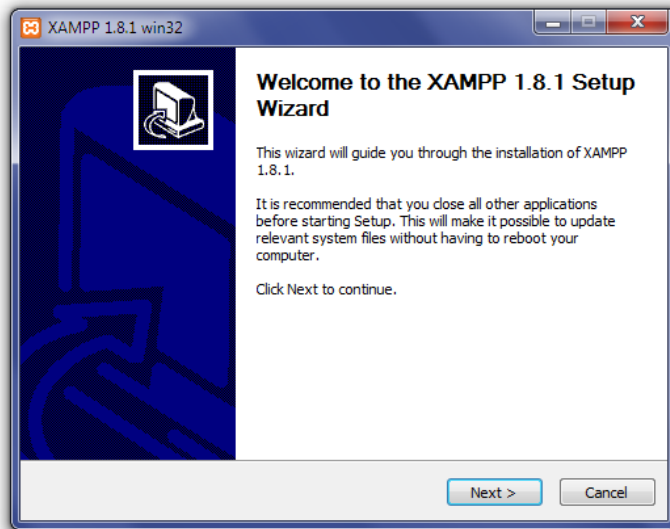 XAMPP 1.8.1 win32
Welcome to the XAMPP 1.8.1 Setup
Wizard
This wizard will guide you through the installation of XAMPP
1.8.1.
It is recommended that you close all other applications
before starting Setup. This will make it possible to update
relevant system files without having to reboot your
computer.
Click Next to continue.
Next >
Cancel